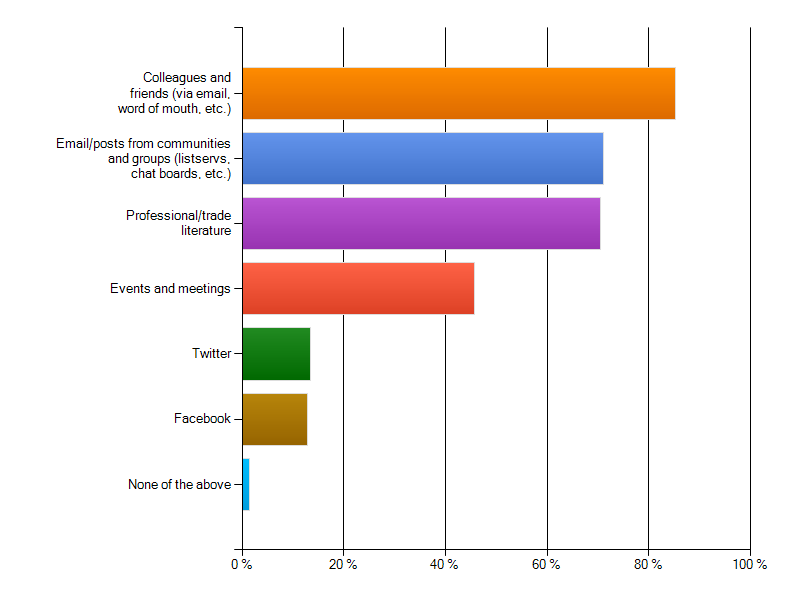 Colleagues and
friends (via email,
word of mouth, etc.)
Email/posts from communities
and groups (listservs,
chat boards, etc.)
Professional/trade
literature
Events and meetings
Twitter
Facebook
None of the above
0 % 20 % 40 % 60 % 80 % 100 %